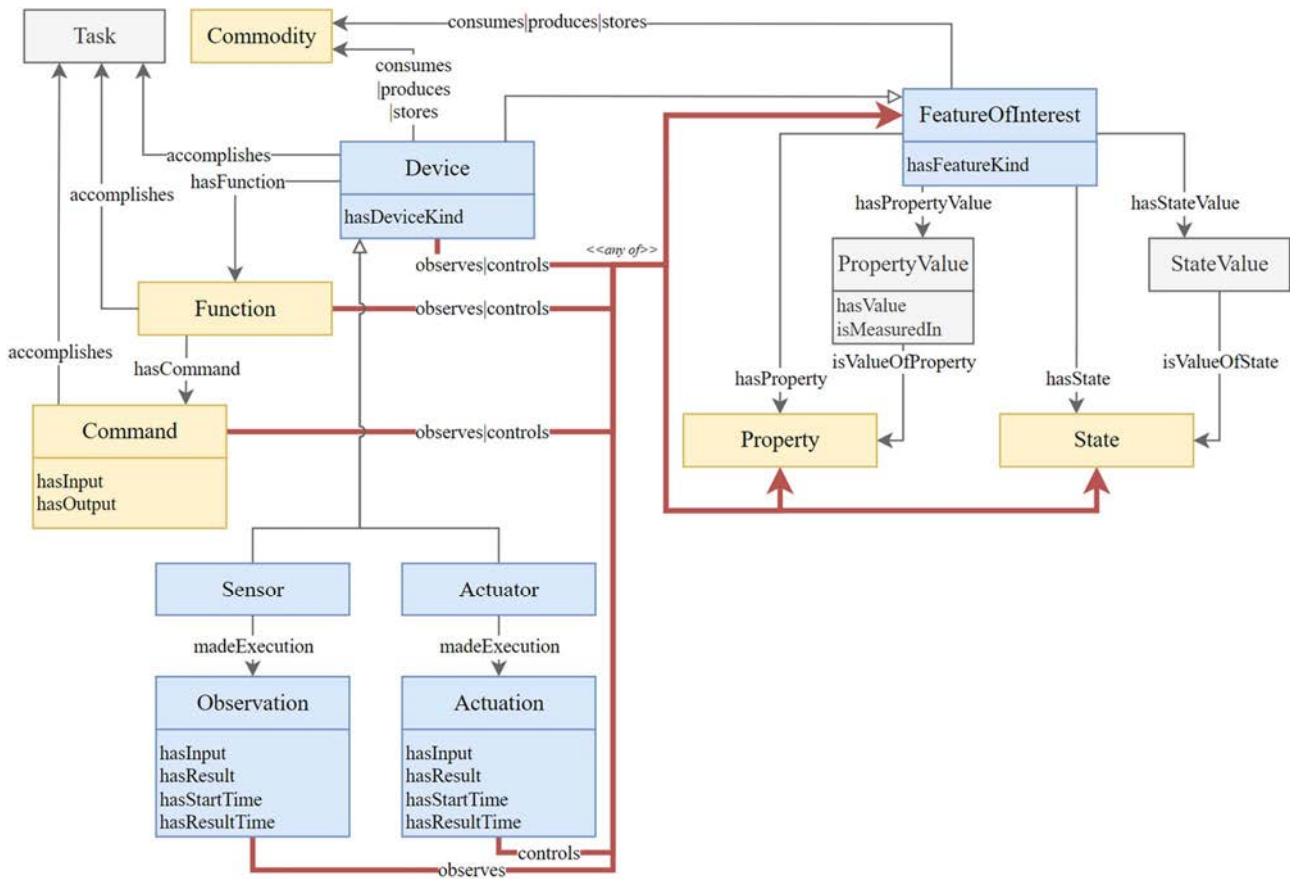 consumes|produces|stores
Task
Commodity
consumes
|produces
|stores
FeatureOfInterest
hasFeatureKind
accomplishes
Device
hasFunction
accomplishes
hasDeviceKind
hasPropertyValue
hasStateValue
<<any of>>
observes|controls
PropertyValue
hasValue
isMeasuredIn
StateValue
Function
observes|controls
accomplishes
hasCommand
isValueOfProperty
isValueOfState
hasProperty
hasState
Command
hasInput
hasOutput
observes|controls
Property
State
Sensor
Actuator
madeExecution
madeExecution
Observation
hasInput
hasResult
hasStartTime
hasResultTime
Actuation
hasInput
hasResult
hasStartTime
hasResultTime
controls
observes